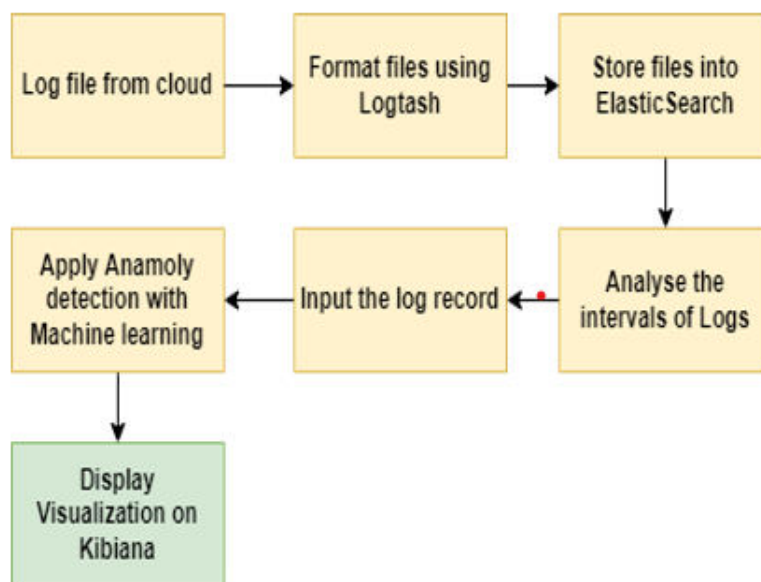 Log file from cloud
Format files using
Logtash
Store files into
ElasticSearch
Analyse the
intervals of Logs
Input the log record
Apply Anamoly
detection with
Machine learning
Display
Visualization on
Kibiana